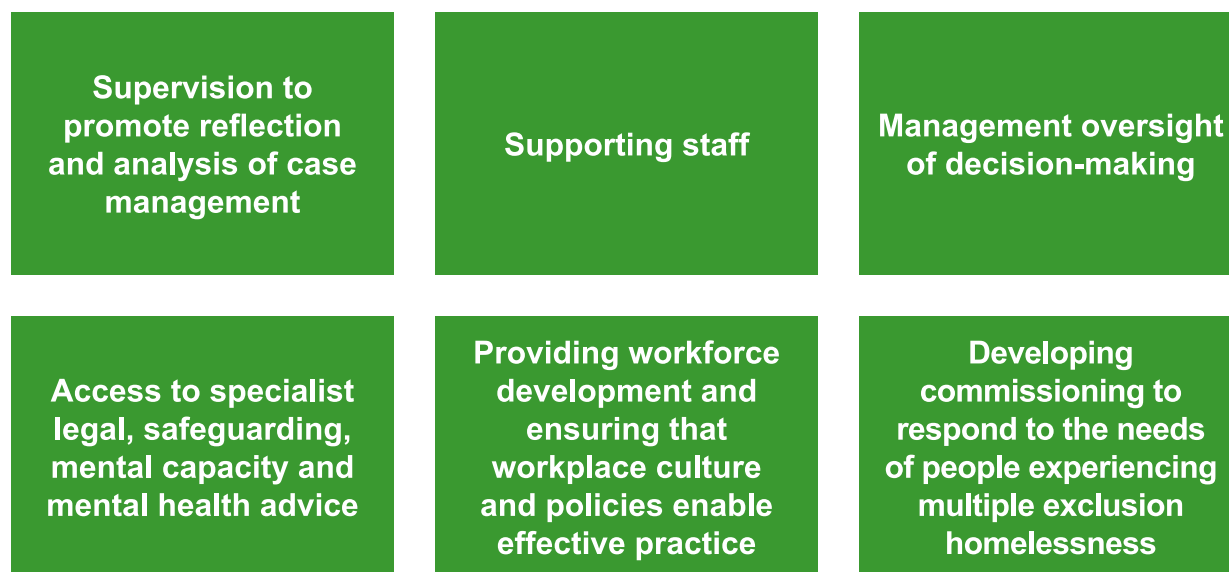 Supervision to
promote reflection
and analysis of case
management
Supporting staff
Management oversight
of decision-making
Access to specialist
legal, safeguarding,
mental capacity and
mental health advice
Providing workforce
development and
ensuring that
workplace culture
and policies enable
effective practice
Developing
commissioning to
respond to the needs
of people experiencing
multiple exclusion
homelessness